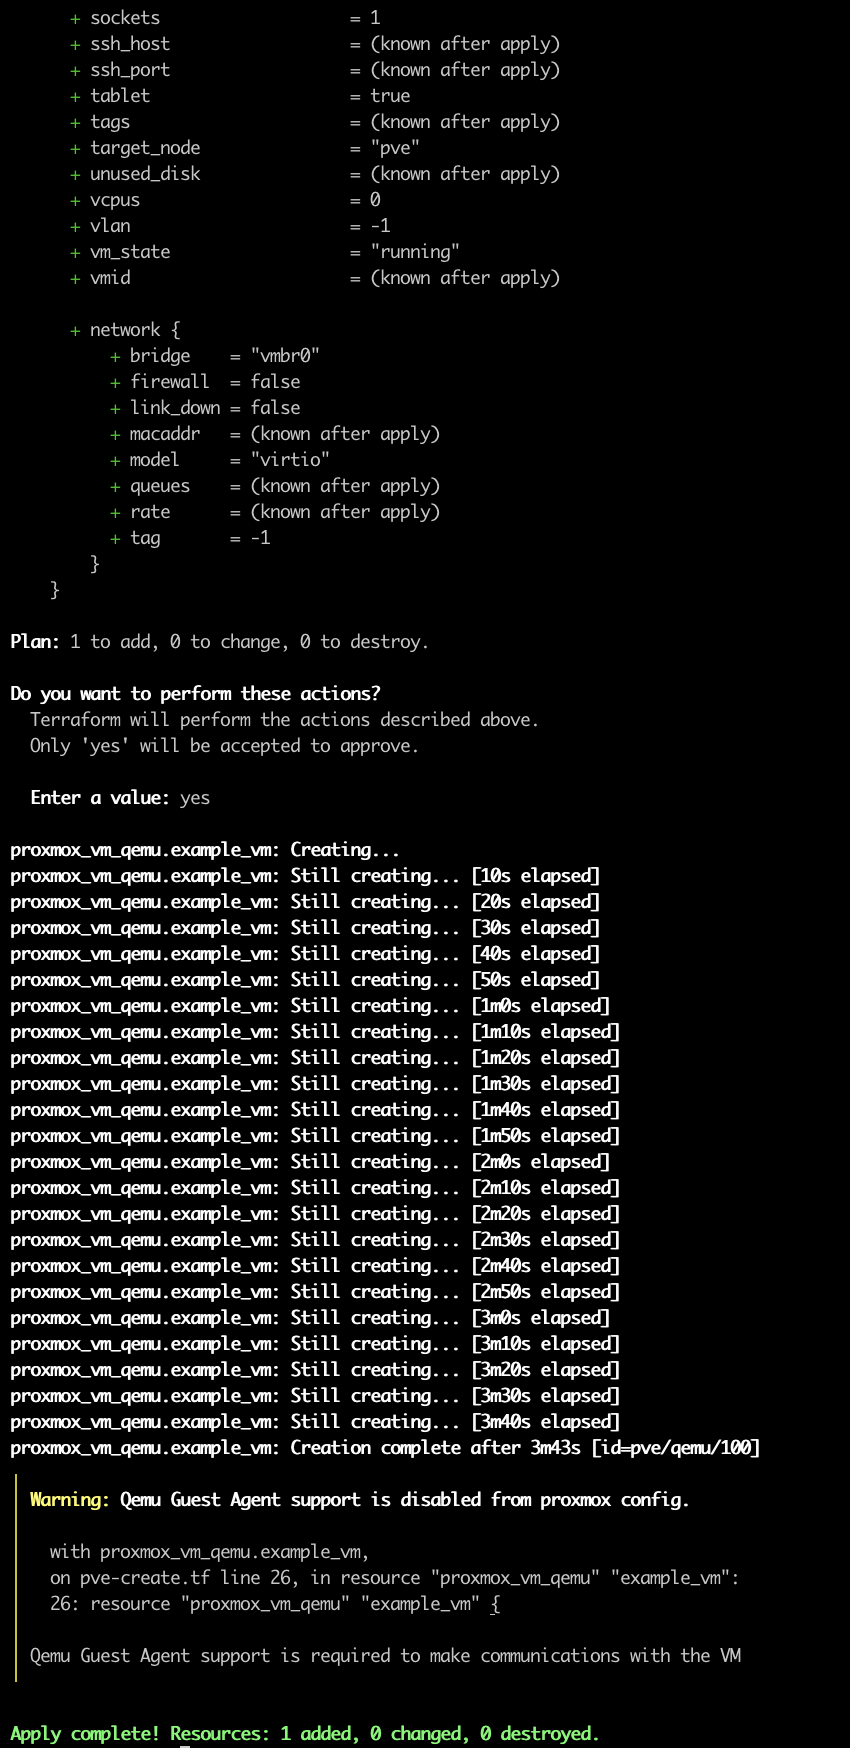 + sockets                   = 1
+ ssh_host                  = (known after apply)
+ ssh_port                  = (known after apply)
+ tablet                    = true
+ tags                      = (known after apply)
+ target_node               = "pve"
+ unused_disk               = (known after apply)
+ vcpus                     = 0
+ vlan                      = -1
+ vm_state                  = "running"
+ vmid                      = (known after apply)
+ network {
+ bridge    = "vmbr0"
+ firewall  = false
+ link_down = false
+ macaddr   = (known after apply)
+ model     = "virtio"
+ queues    = (known after apply)
+ rate      = (known after apply)
+ tag       = -1
}
}
Plan: 1 to add, 0 to change, 0 to destroy.
Do you want to perform these actions?
Terraform will perform the actions described above.
Only 'yes' will be accepted to approve.
Enter a value: yes
proxmox_vm_qemu.example_vm: Creating...
proxmox_vm_qemu.example_vm: Still creating... [10s elapsed]
proxmox_vm_qemu.example_vm: Still creating... [20s elapsed]
proxmox_vm_qemu.example_vm: Still creating... [30s elapsed]
proxmox_vm_qemu.example_vm: Still creating... [40s elapsed]
proxmox_vm_qemu.example_vm: Still creating... [50s elapsed]
proxmox_vm_qemu.example_vm: Still creating... [1m0s elapsed]
proxmox_vm_qemu.example_vm: Still creating... [1m10s elapsed]
proxmox_vm_qemu.example_vm: Still creating... [1m20s elapsed]
proxmox_vm_qemu.example_vm: Still creating... [1m30s elapsed]
proxmox_vm_qemu.example_vm: Still creating... [1m40s elapsed]
proxmox_vm_qemu.example_vm: Still creating... [1m50s elapsed]
proxmox_vm_qemu.example_vm: Still creating... [2m0s elapsed]
proxmox_vm_qemu.example_vm: Still creating... [2m10s elapsed]
proxmox_vm_qemu.example_vm: Still creating... [2m20s elapsed]
proxmox_vm_qemu.example_vm: Still creating... [2m30s elapsed]
proxmox_vm_qemu.example_vm: Still creating... [2m40s elapsed]
proxmox_vm_qemu.example_vm: Still creating... [2m50s elapsed]
proxmox_vm_qemu.example_vm: Still creating... [3m0s elapsed]
proxmox_vm_qemu.example_vm: Still creating... [3m10s elapsed]
proxmox_vm_qemu.example_vm: Still creating... [3m20s elapsed]
proxmox_vm_qemu.example_vm: Still creating... [3m30s elapsed]
proxmox_vm_qemu.example_vm: Still creating... [3m40s elapsed]
proxmox_vm_qemu.example_vm: Creation complete after 3m43s [id=pve/qemu/100]
Warning: Qemu Guest Agent support is disabled from proxmox config.
with proxmox_vm_qemu.example_vm,
on pve-create.tf line 26, in resource "proxmox_vm_qemu" "example_vm":
26: resource "proxmox_vm_qemu" "example_vm" {
Qemu Guest Agent support is required to make communications with the VM
Apply complete! Resources: 1 added, 0 changed, 0 destroyed.